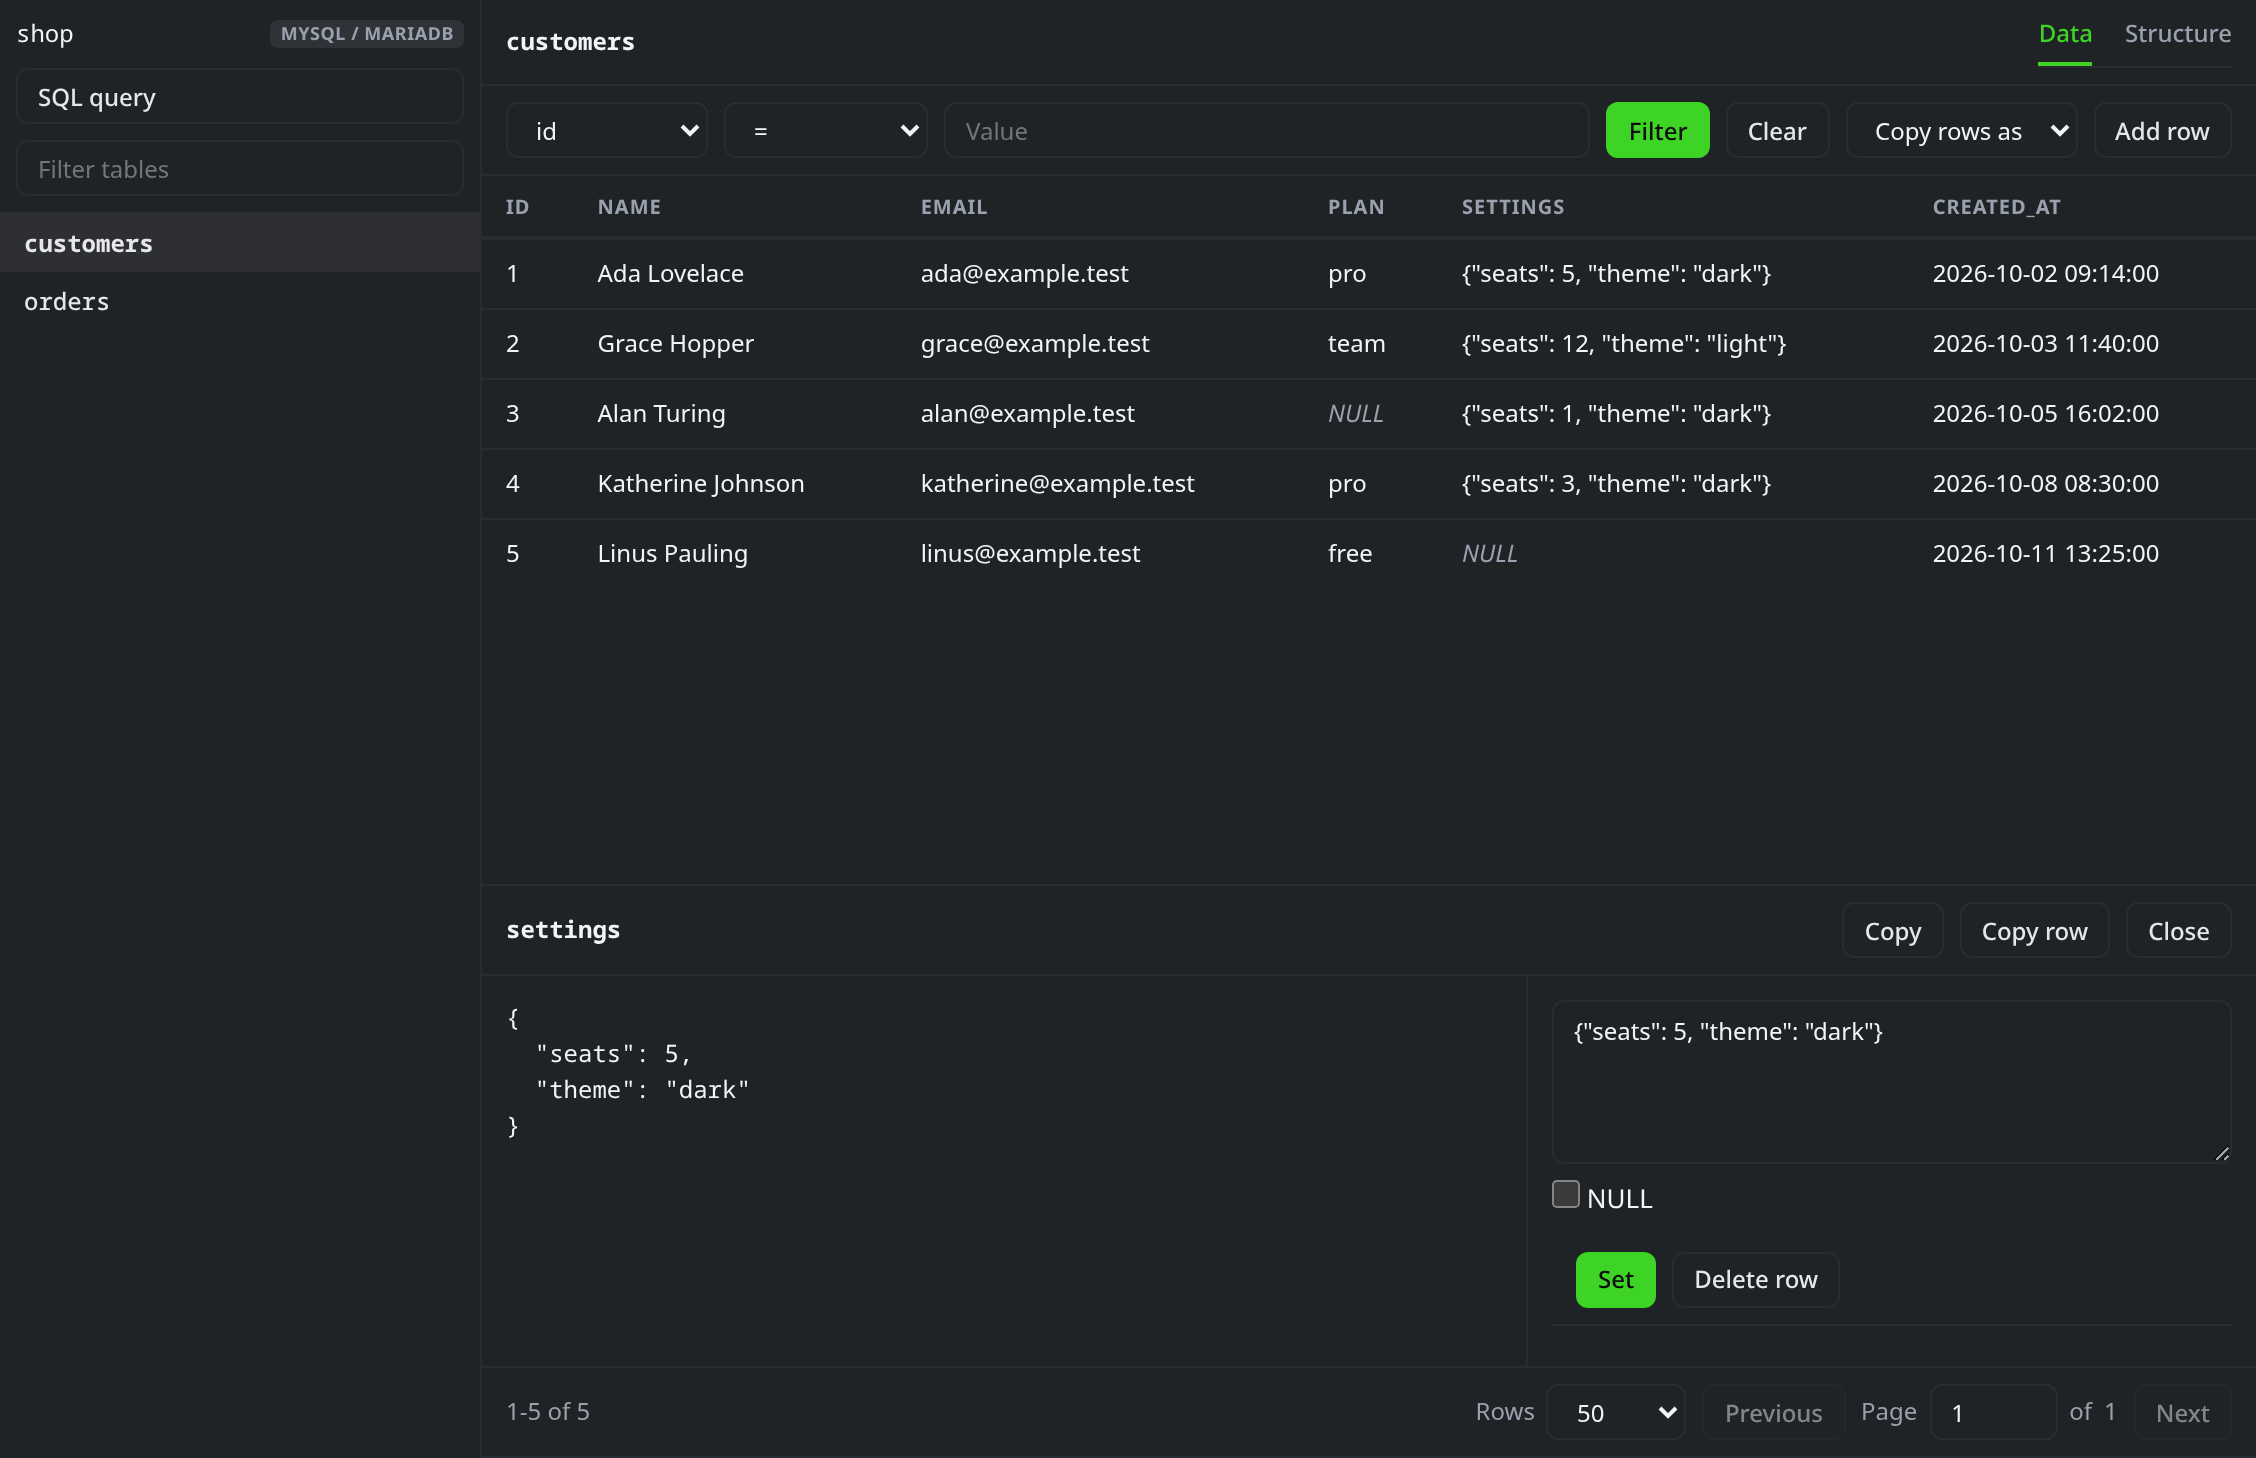 shop MYSQL / MARIADB
SQL query
Filter tables
customers
orders
customers Data Structure
id = Value Filter Clear Copy rows as Add row
ID NAME EMAIL PLAN SETTINGS CREATED_AT
1 Ada Lovelace ada@example.test pro {"seats": 5, "theme": "dark"} 2026-10-02 09:14:00
2 Grace Hopper grace@example.test team {"seats": 12, "theme": "light"} 2026-10-03 11:40:00
3 Alan Turing alan@example.test NULL {"seats": 1, "theme": "dark"} 2026-10-05 16:02:00
4 Katherine Johnson katherine@example.test pro {"seats": 3, "theme": "dark"} 2026-10-08 08:30:00
5 Linus Pauling linus@example.test free NULL 2026-10-11 13:25:00
settings Copy Copy row Close
{
  "seats": 5,
  "theme": "dark"
}
{"seats": 5, "theme": "dark"}
NULL
Set Delete row
1-5 of 5 Rows 50 Previous Page 1 of 1 Next